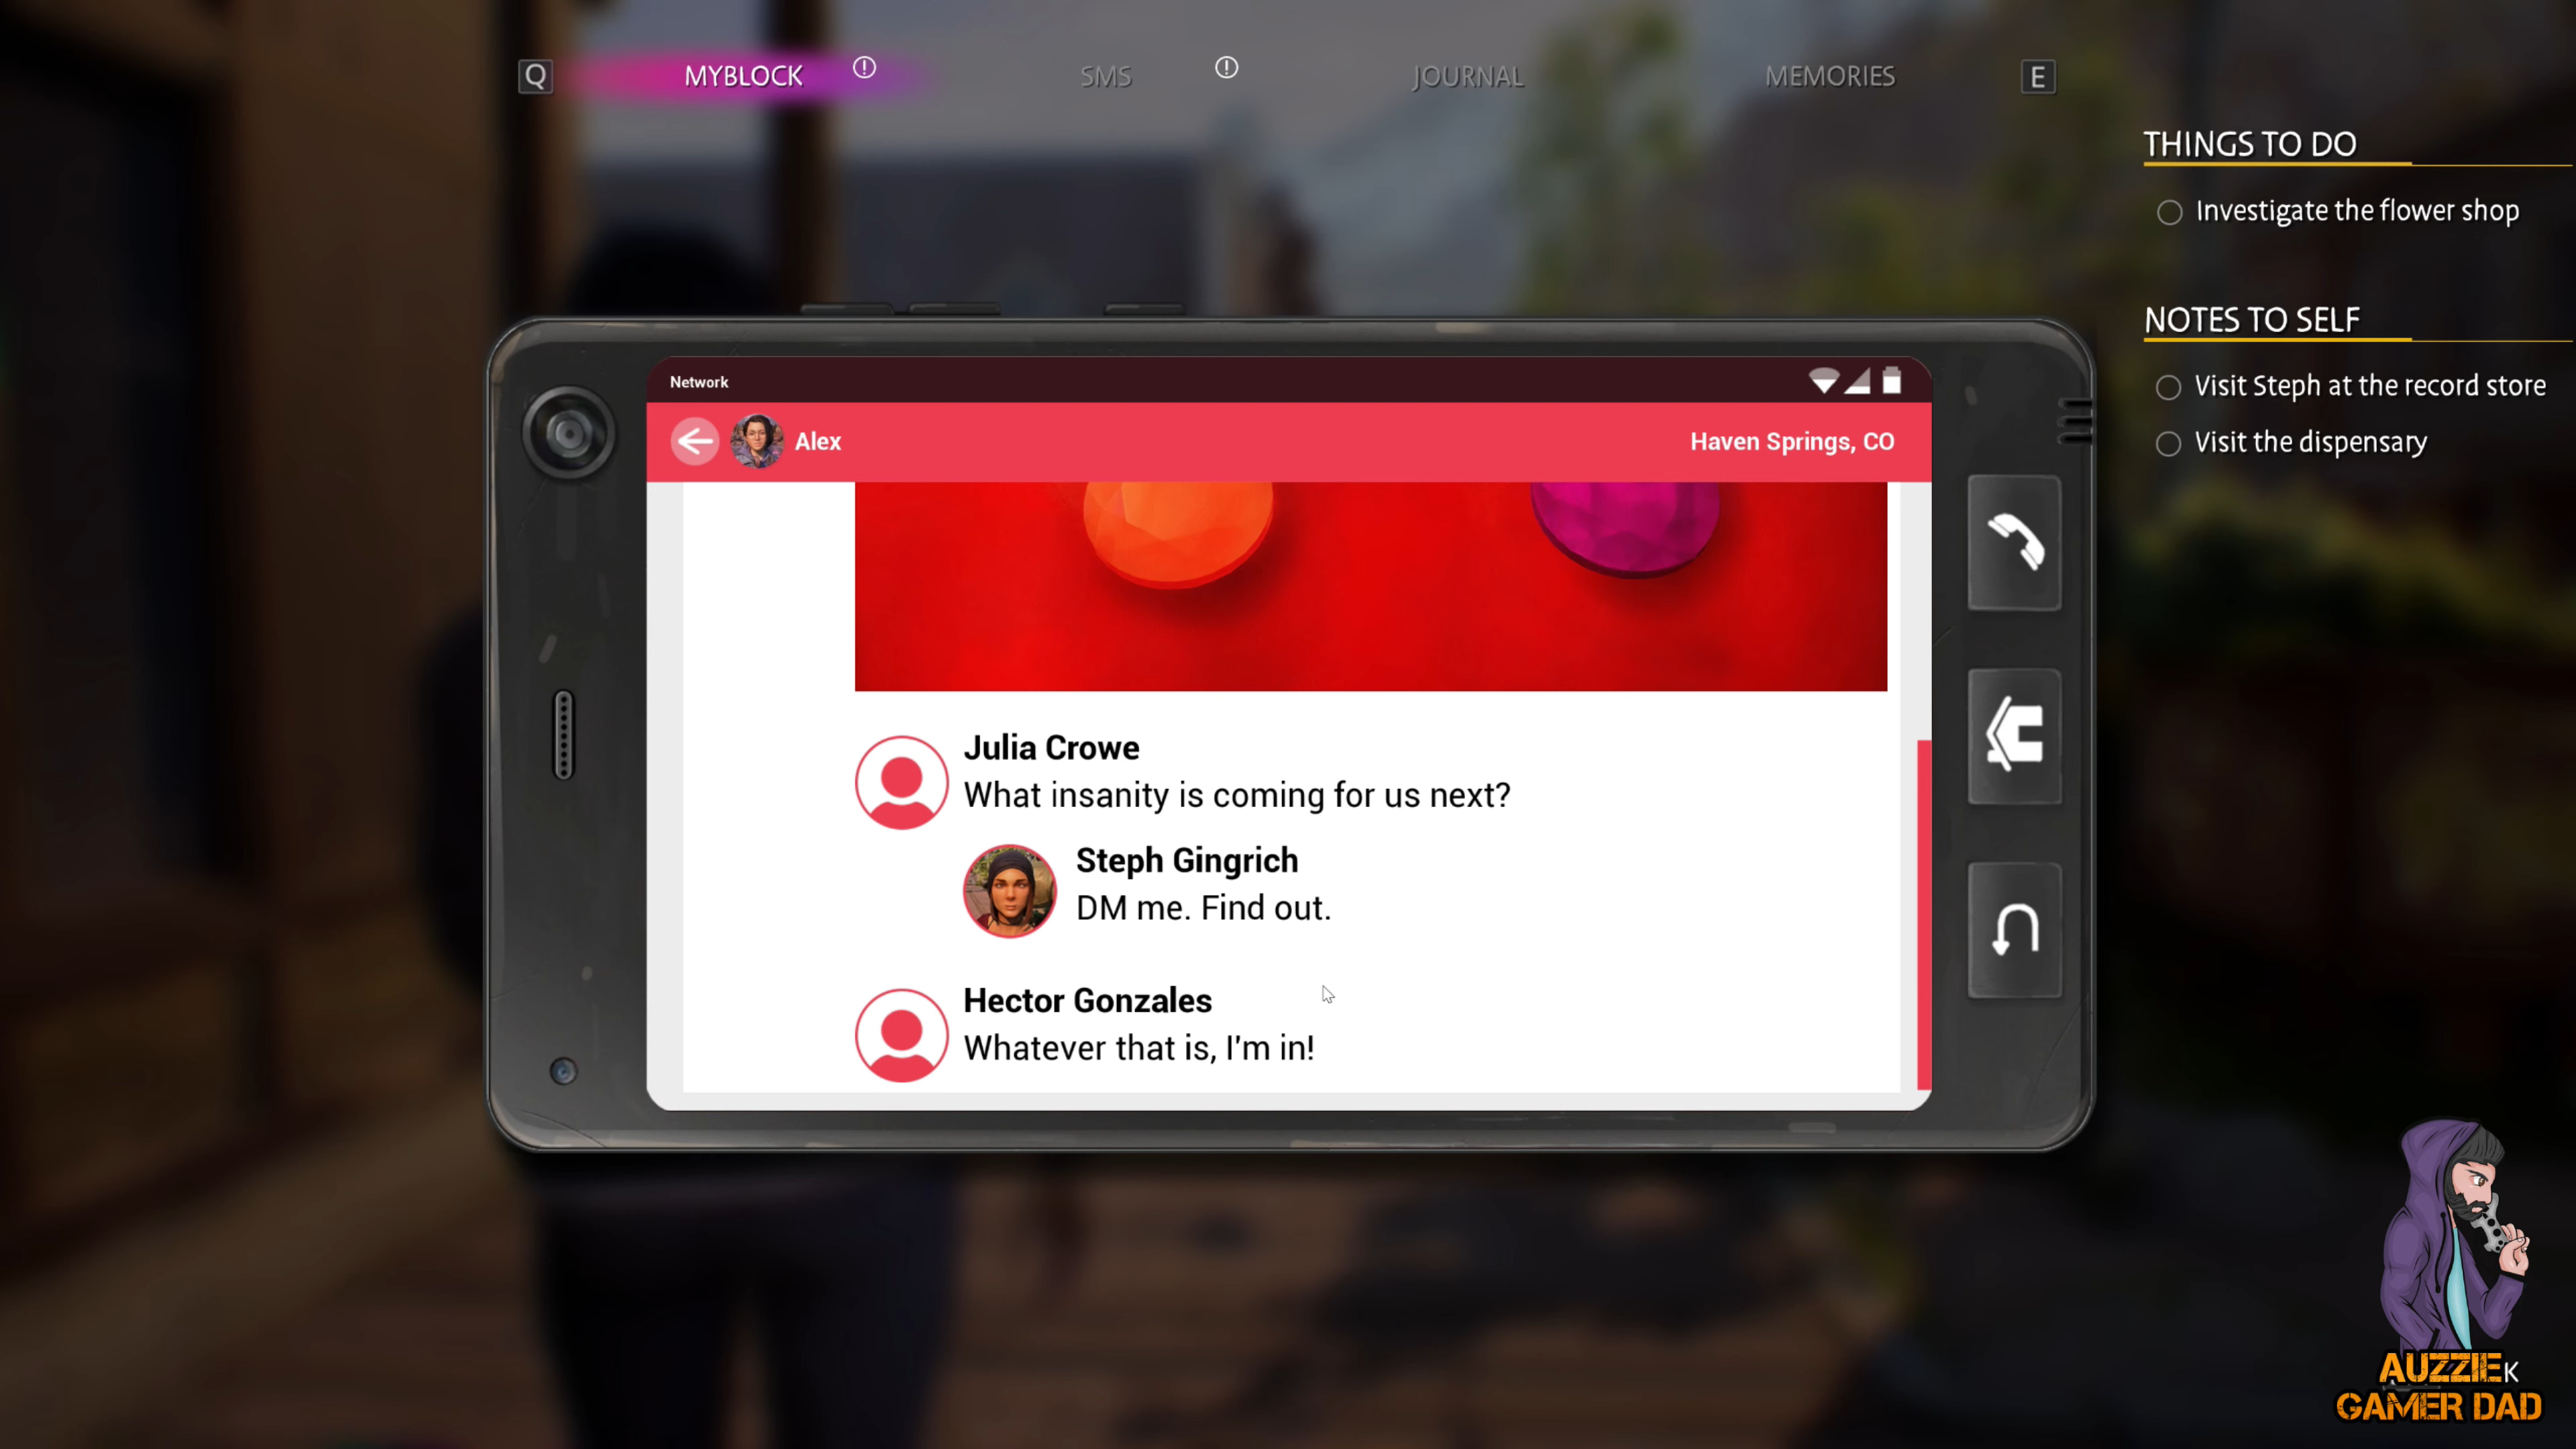 Q
MYBLOCK
SMS
JOURNAL
MEMORIES
E
THINGS TO DO
Investigate the flower shop
NOTES TO SELF
Visit Steph at the record store
Visit the dispensary
Network
Alex
Haven Springs, CO
Julia Crowe
What insanity is coming for us next?
Steph Gingrich
DM me. Find out.
Hector Gonzales
Whatever that is, I'm in!
AUZZIE
GAMER DAD